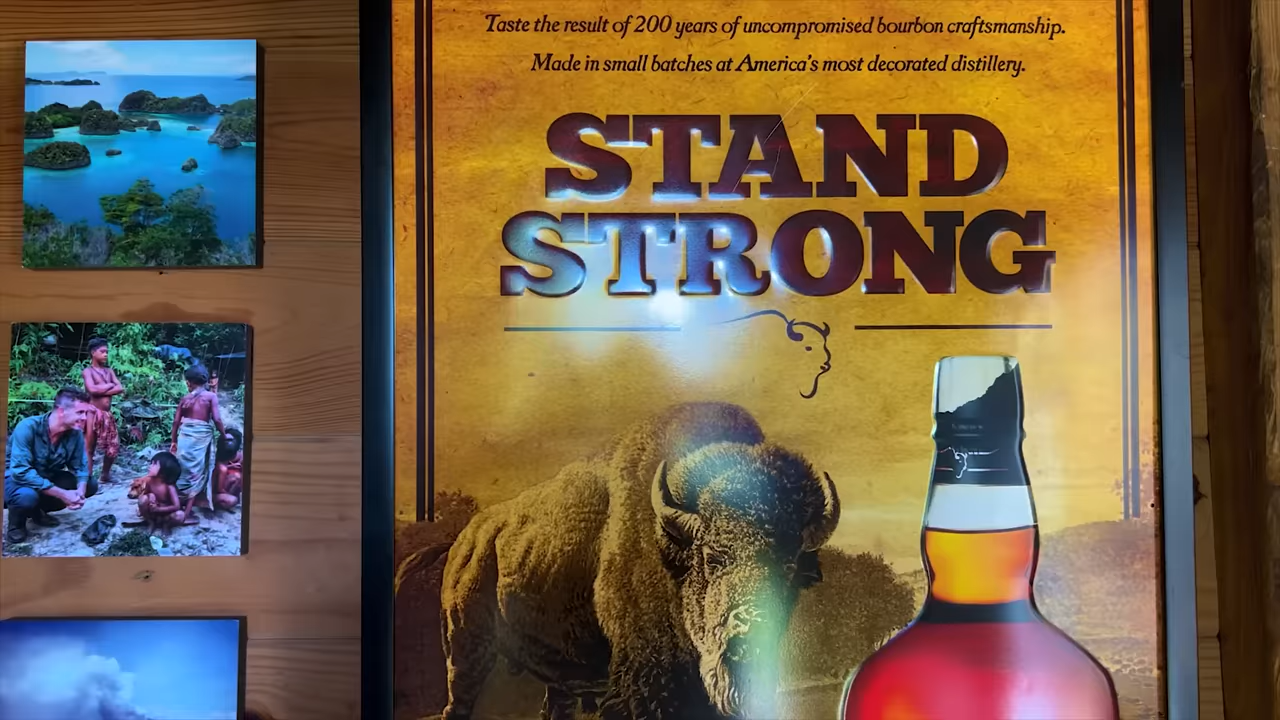 Taste the result of 200 years of uncompromised bourbon craftsmanship.
Made in small batches at America's most decorated distillery.
STAND
STRONG